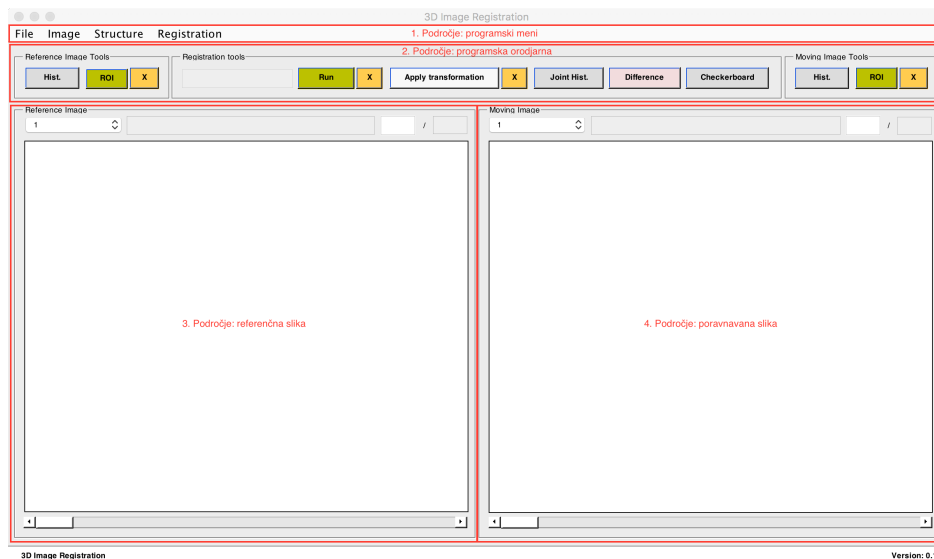 3D Image Registration
File Image Structure Registration
1. Področje: programski meni
2. Področje: programska orodjarna
Reference Image Tools
Registration tools
Moving Image Tools
Hist. ROI X
Run X Apply transformation X Joint Hist. Difference Checkerboard
Hist. ROI X
Reference Image
Moving Image
1 /
1 /
3. Področje: referenčna slika
4. Področje: poravnavana slika
3D Image Registration
Version: 0.